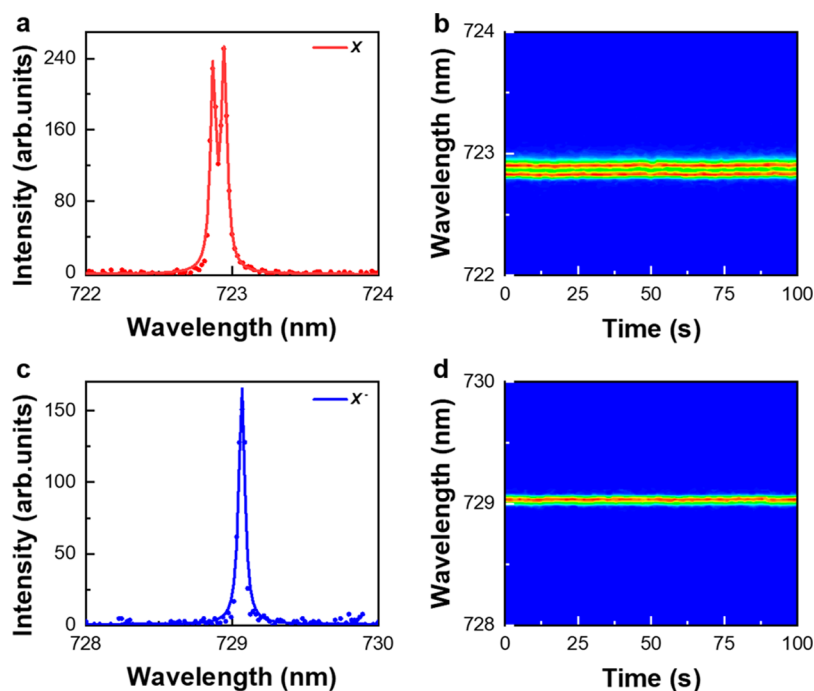 a
X
240
160
80
0
722
723
724
Intensity (arb.units)
Wavelength (nm)
b
724
723
722
0
25
50
75
100
Wavelength (nm)
Time (s)
c
X-
150
100
50
0
728
729
730
Intensity (arb.units)
Wavelength (nm)
d
730
729
728
0
25
50
75
100
Wavelength (nm)
Time (s)